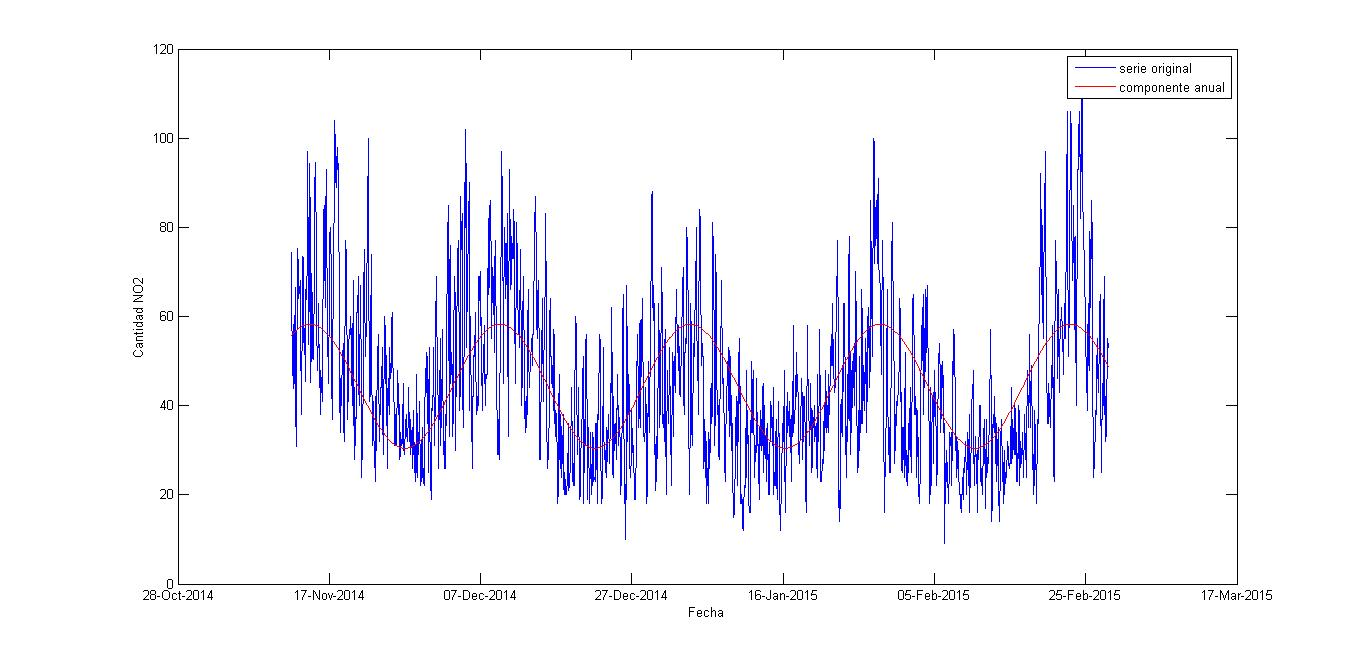 serie original
componente anual
120
100
80
60
40
20
0
Cantidad NO2
28-Oct-2014 17-Nov-2014 07-Dec-2014 27-Dec-2014 16-Jan-2015 05-Feb-2015 25-Feb-2015 17-Mar-2015
Fecha